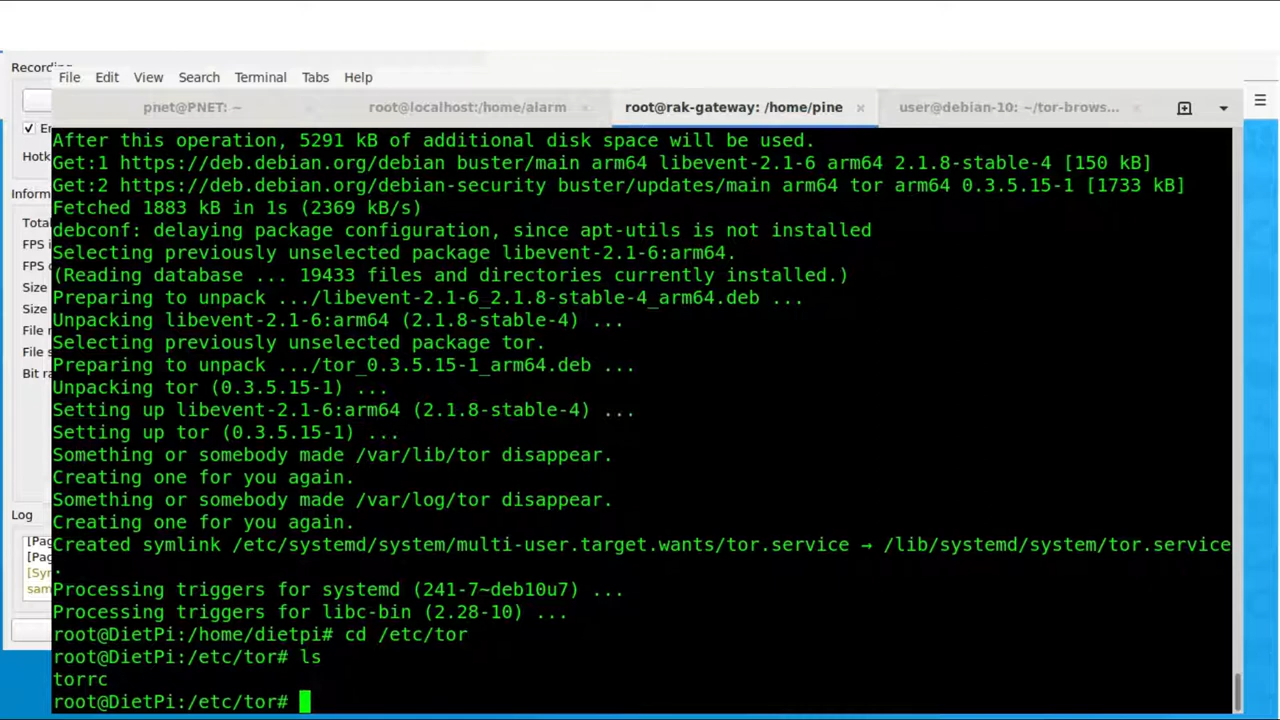 Recording
File Edit View Search Terminal Tabs Help
pnet@PNET: ~
root@localhost:/home/alarm
root@rak-gateway: /home/pine
user@debian-10: ~/tor-brows...
After this operation, 5291 kB of additional disk space will be used.
Get:1 https://deb.debian.org/debian buster/main arm64 libevent-2.1-6 arm64 2.1.8-stable-4 [150 kB]
Get:2 https://deb.debian.org/debian-security buster/updates/main arm64 tor arm64 0.3.5.15-1 [1733 kB]
Fetched 1883 kB in 1s (2369 kB/s)
debconf: delaying package configuration, since apt-utils is not installed
Selecting previously unselected package libevent-2.1-6:arm64.
(Reading database ... 19433 files and directories currently installed.)
Preparing to unpack .../libevent-2.1-6_2.1.8-stable-4_arm64.deb ...
Unpacking libevent-2.1-6:arm64 (2.1.8-stable-4) ...
Selecting previously unselected package tor.
Preparing to unpack .../tor_0.3.5.15-1_arm64.deb ...
Unpacking tor (0.3.5.15-1) ...
Setting up libevent-2.1-6:arm64 (2.1.8-stable-4) ...
Setting up tor (0.3.5.15-1) ...
Something or somebody made /var/lib/tor disappear.
Creating one for you again.
Something or somebody made /var/log/tor disappear.
Creating one for you again.
Created symlink /etc/systemd/system/multi-user.target.wants/tor.service → /lib/systemd/system/tor.service
.
Processing triggers for systemd (241-7~deb10u7) ...
Processing triggers for libc-bin (2.28-10) ...
root@DietPi:/home/dietpi# cd /etc/tor
root@DietPi:/etc/tor# ls
torrc
root@DietPi:/etc/tor#
Hotk
Inform
Tota
FPS i
FPS
Size
Size
File
File s
Bit ra
Log
[Pag
[Pag
[Syn
sam